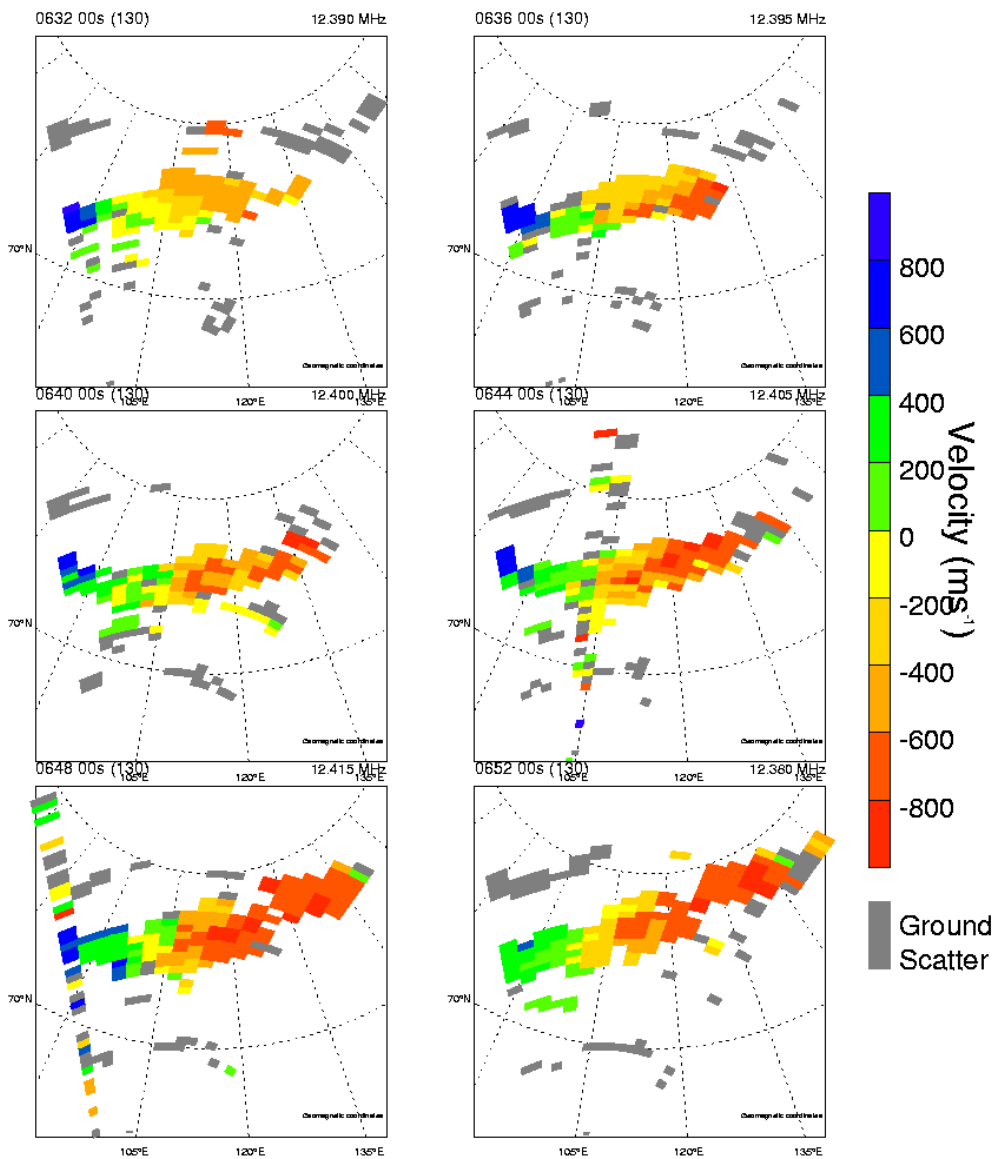 0632 00s (130) 12.390 MHz
0636 00s (130) 12.395 MHz
70°N
Geomagnetic coordinates
Geomagnetic coordinates
105°E 120°E 135°E
105°E 120°E 135°E
0640 00s (130) 12.400 MHz
0644 00s (130) 12.405 MHz
70°N
70°N
Geomagnetic coordinates
Geomagnetic coordinates
105°E 120°E 135°E
105°E 120°E 135°E
0648 00s (130) 12.415 MHz
0652 00s (130) 12.380 MHz
70°N
70°N
70°N
Geomagnetic coordinates
Geomagnetic coordinates
105°E 120°E 135°E
105°E 120°E 135°E
800
600
400
200
0
-200
-400
-600
-800
Velocity (ms⁻¹)
Ground
Scatter